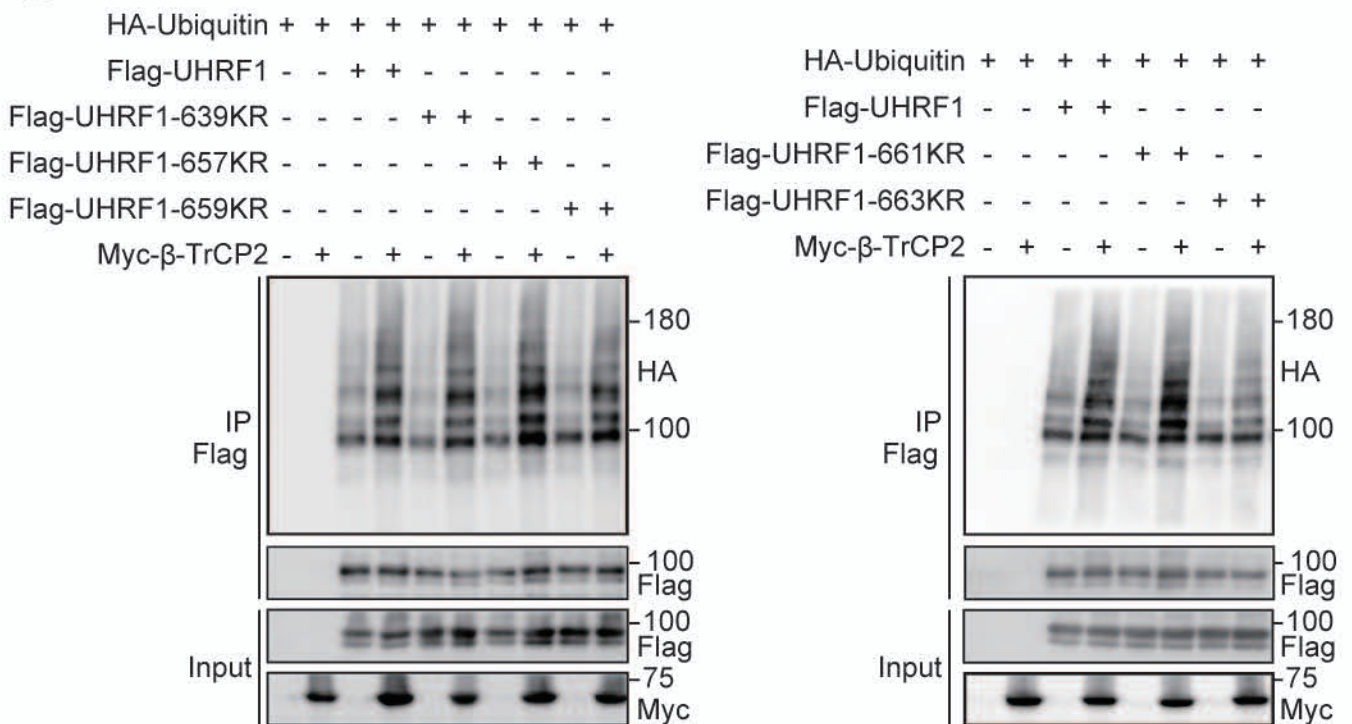 HA-Ubiquitin + + + + + + + + + +
Flag-UHRF1 - - + + - - - - - -
Flag-UHRF1-639KR - - - - + + - - - -
Flag-UHRF1-657KR - - - - - - + + - -
Flag-UHRF1-659KR - - - - - - - - + +
Myc-β-TrCP2 - + - + - + - + - +
-180
HA
IP
Flag
-100
-100
Flag
-100
Flag
Input
-75
Myc
HA-Ubiquitin + + + + + + + +
Flag-UHRF1 - - + + - - - -
Flag-UHRF1-661KR - - - - + + - -
Flag-UHRF1-663KR - - - - - - + +
Myc-β-TrCP2 - + - + - + - +
-180
HA
IP
Flag
-100
-100
Flag
-100
Flag
Input
-75
Myc